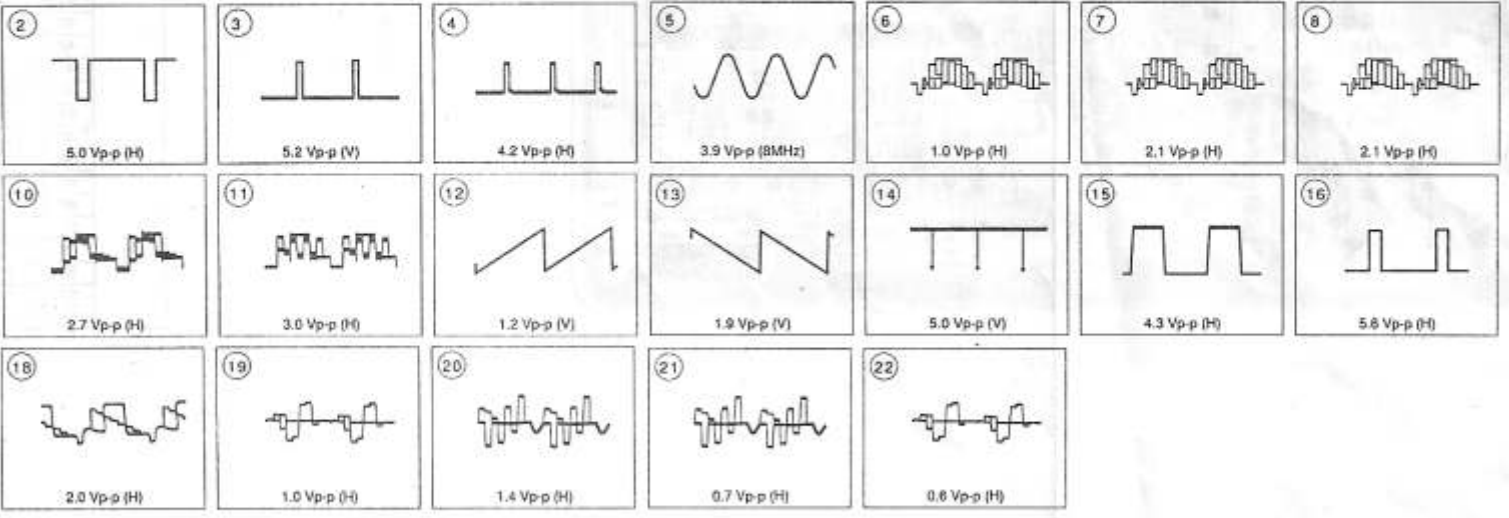 2
5.0 Vp-p (H)
3
5.2 Vp-p (V)
4
4.2 Vp-p (H)
5
3.9 Vp-p (8MHz)
6
1.0 Vp-p (H)
7
2.1 Vp-p (H)
8
2.1 Vp-p (H)
10
2.7 Vp-p (H)
11
3.0 Vp-p (H)
12
1.2 Vp-p (V)
13
1.9 Vp-p (V)
14
5.0 Vp-p (V)
15
4.3 Vp-p (H)
16
5.6 Vp-p (H)
18
2.0 Vp-p (H)
19
1.0 Vp-p (H)
20
1.4 Vp-p (H)
21
0.7 Vp-p (H)
22
0.6 Vp-p (H)